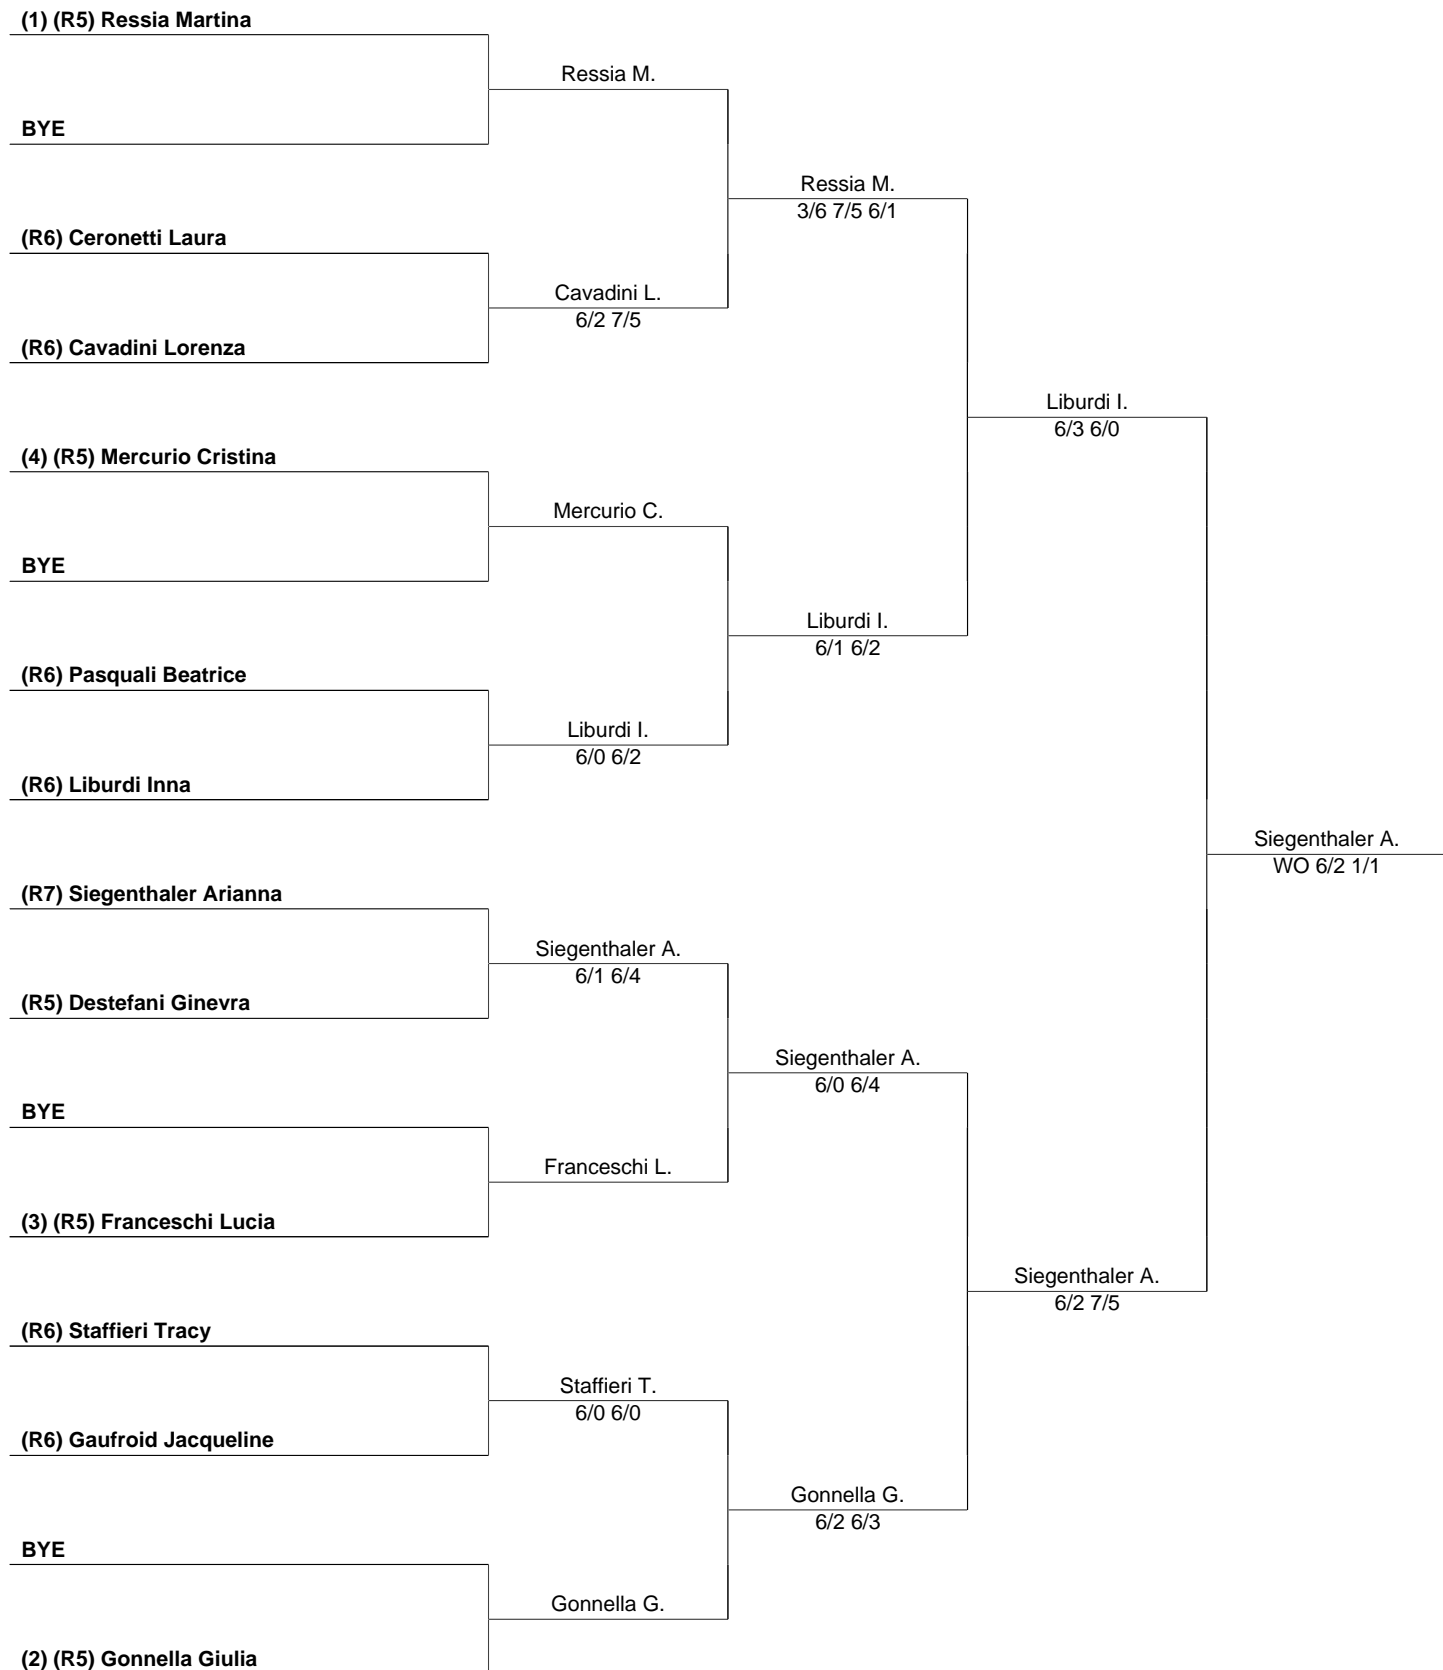 (1) (R5) Ressia Martina
Ressia M.
BYE
Ressia M.
3/6 7/5 6/1
(R6) Ceronetti Laura
Cavadini L.
6/2 7/5
(R6) Cavadini Lorenza
Liburdi I.
6/3 6/0
(4) (R5) Mercurio Cristina
Mercurio C.
BYE
Liburdi I.
6/1 6/2
(R6) Pasquali Beatrice
Liburdi I.
6/0 6/2
(R6) Liburdi Inna
Siegenthaler A.
WO 6/2 1/1
(R7) Siegenthaler Arianna
Siegenthaler A.
6/1 6/4
(R5) Destefani Ginevra
Siegenthaler A.
6/0 6/4
BYE
Franceschi L.
(3) (R5) Franceschi Lucia
Siegenthaler A.
6/2 7/5
(R6) Staffieri Tracy
Staffieri T.
6/0 6/0
(R6) Gaufroid Jacqueline
Gonnella G.
6/2 6/3
BYE
Gonnella G.
(2) (R5) Gonnella Giulia